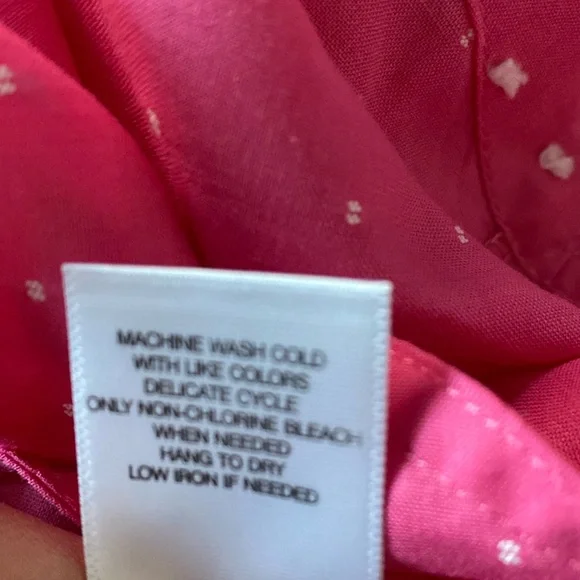 MACHINE WASH COLD
WITH LIKE COLORS
DELICATE CYCLE
ONLY NON-CHLORINE BLEACH
WHEN NEEDED
HANG TO DRY
LOW IRON IF NEEDED